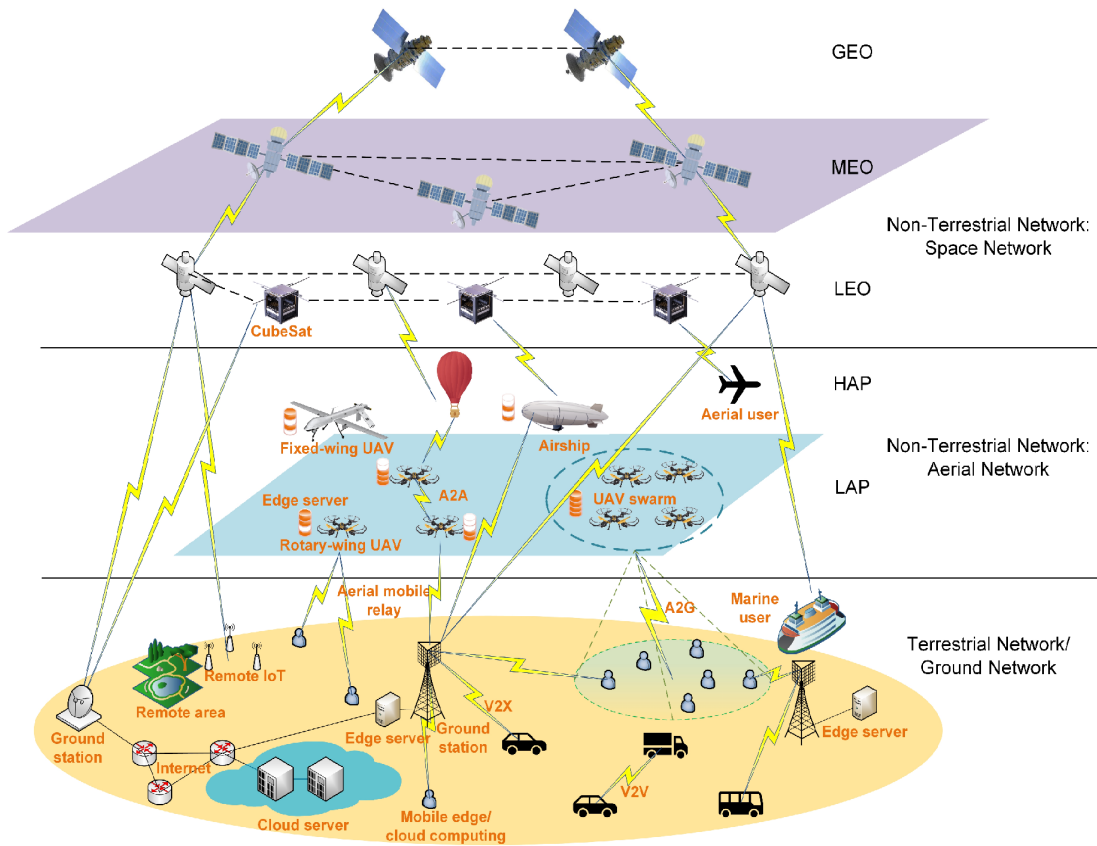 GEO
MEO
Non-Terrestrial Network:
Space Network
LEO
CubeSat
HAP
Aerial user
Fixed-wing UAV
Airship
Non-Terrestrial Network:
Aerial Network
LAP
A2A
Edge server
UAV swarm
Rotary-wing UAV
Aerial mobile
relay
A2G
Marine
user
Terrestrial Network/
Ground Network
Remote IoT
Remote area
V2X
Ground
station
Edge server
Ground
station
Edge server
Internet
V2V
Cloud server
Mobile edge/
cloud computing